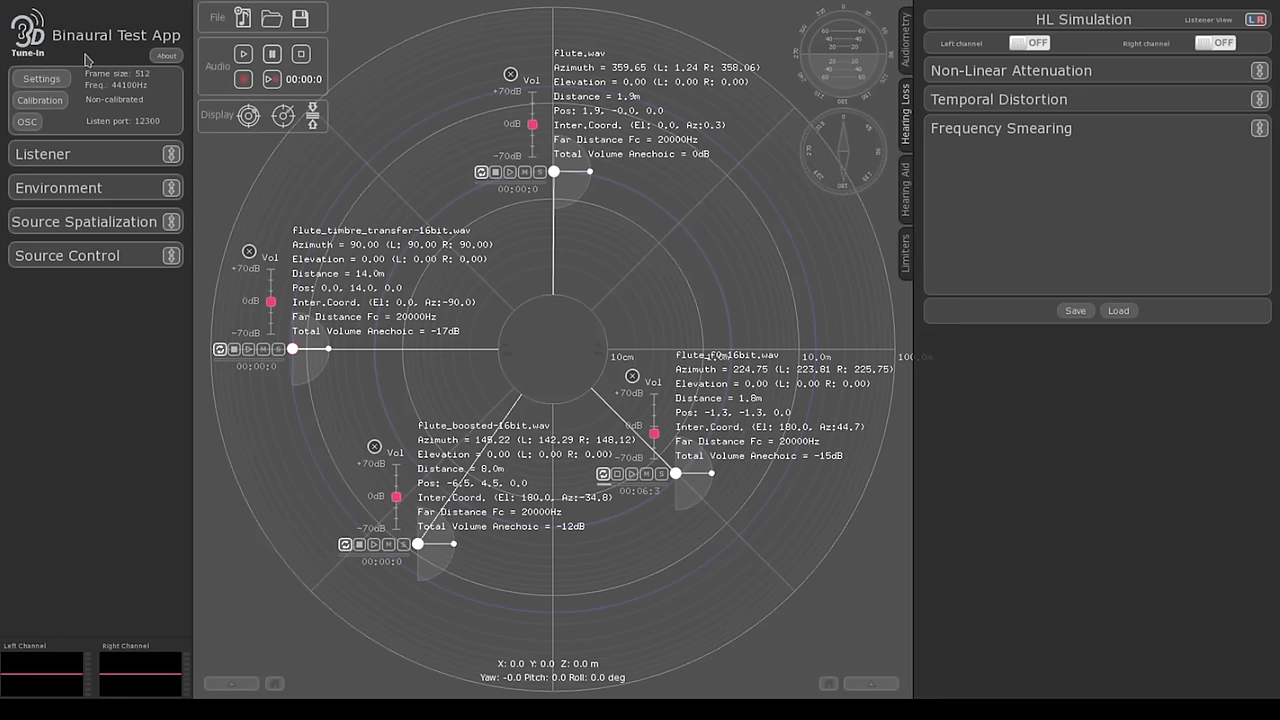 3D
Tune-In
Binaural Test App
About
Settings
Frame size: 512
Freq.: 44100Hz
Calibration
Non-calibrated
OSC
Listen port: 12300
Listener
Environment
Source Spatialization
Source Control
Left Channel
Right Channel
File
Audio
00:00:0
Display
flute.wav
Azimuth = 359.65 (L: 1.24 R: 358.06)
Elevation = 0.00 (L: 0.00 R: 0.00)
Distance = 1.9m
Pos: 1.9, -0.0, 0.0
Inter.Coord. (El: 0.0, Az:0.3)
Far Distance Fc = 20000Hz
Total Volume Anechoic = 0dB
Vol
+70dB
0dB
-70dB
M
S
00:00:0
flute_timbre_transfer-16bit.wav
Azimuth = 90.00 (L: 90.00 R: 90.00)
Elevation = 0.00 (L: 0.00 R: 0.00)
Distance = 14.0m
Pos: 0.0, 14.0, 0.0
Inter.Coord. (El: 0.0, Az:-90.0)
Far Distance Fc = 20000Hz
Total Volume Anechoic = -17dB
Vol
+70dB
0dB
-70dB
M
S
00:00:0
10cm
10.0m
flute_boosted-16bit.wav
Azimuth = 145.22 (L: 142.29 R: 148.12)
Elevation = 0.00 (L: 0.00 R: 0.00)
Distance = 8.0m
Pos: -6.5, 4.5, 0.0
Inter.Coord. (El: 180.0, Az:-34.8)
Far Distance Fc = 20000Hz
Total Volume Anechoic = -12dB
Vol
+70dB
0dB
-70dB
M
S
00:00:0
Azimuth = 224.75 (L: 223.81 R: 225.75)
Elevation = 0.00 (L: 0.00 R: 0.00)
Distance = 1.8m
Pos: -1.3, -1.3, 0.0
Inter.Coord. (El: 180.0, Az:44.7)
Far Distance Fc = 20000Hz
Total Volume Anechoic = -15dB
Vol
+70dB
0dB
-70dB
M
S
00:06:3
X: 0.0 Y: 0.0 Z: 0.0 m
Yaw: -0.0 Pitch: 0.0 Roll: 0.0 deg
Audiometry
Hearing Loss
Hearing Aid
Limiters
HL Simulation
Listener View
L R
Left channel
OFF
Right channel
OFF
Non-Linear Attenuation
Temporal Distortion
Frequency Smearing
Save
Load